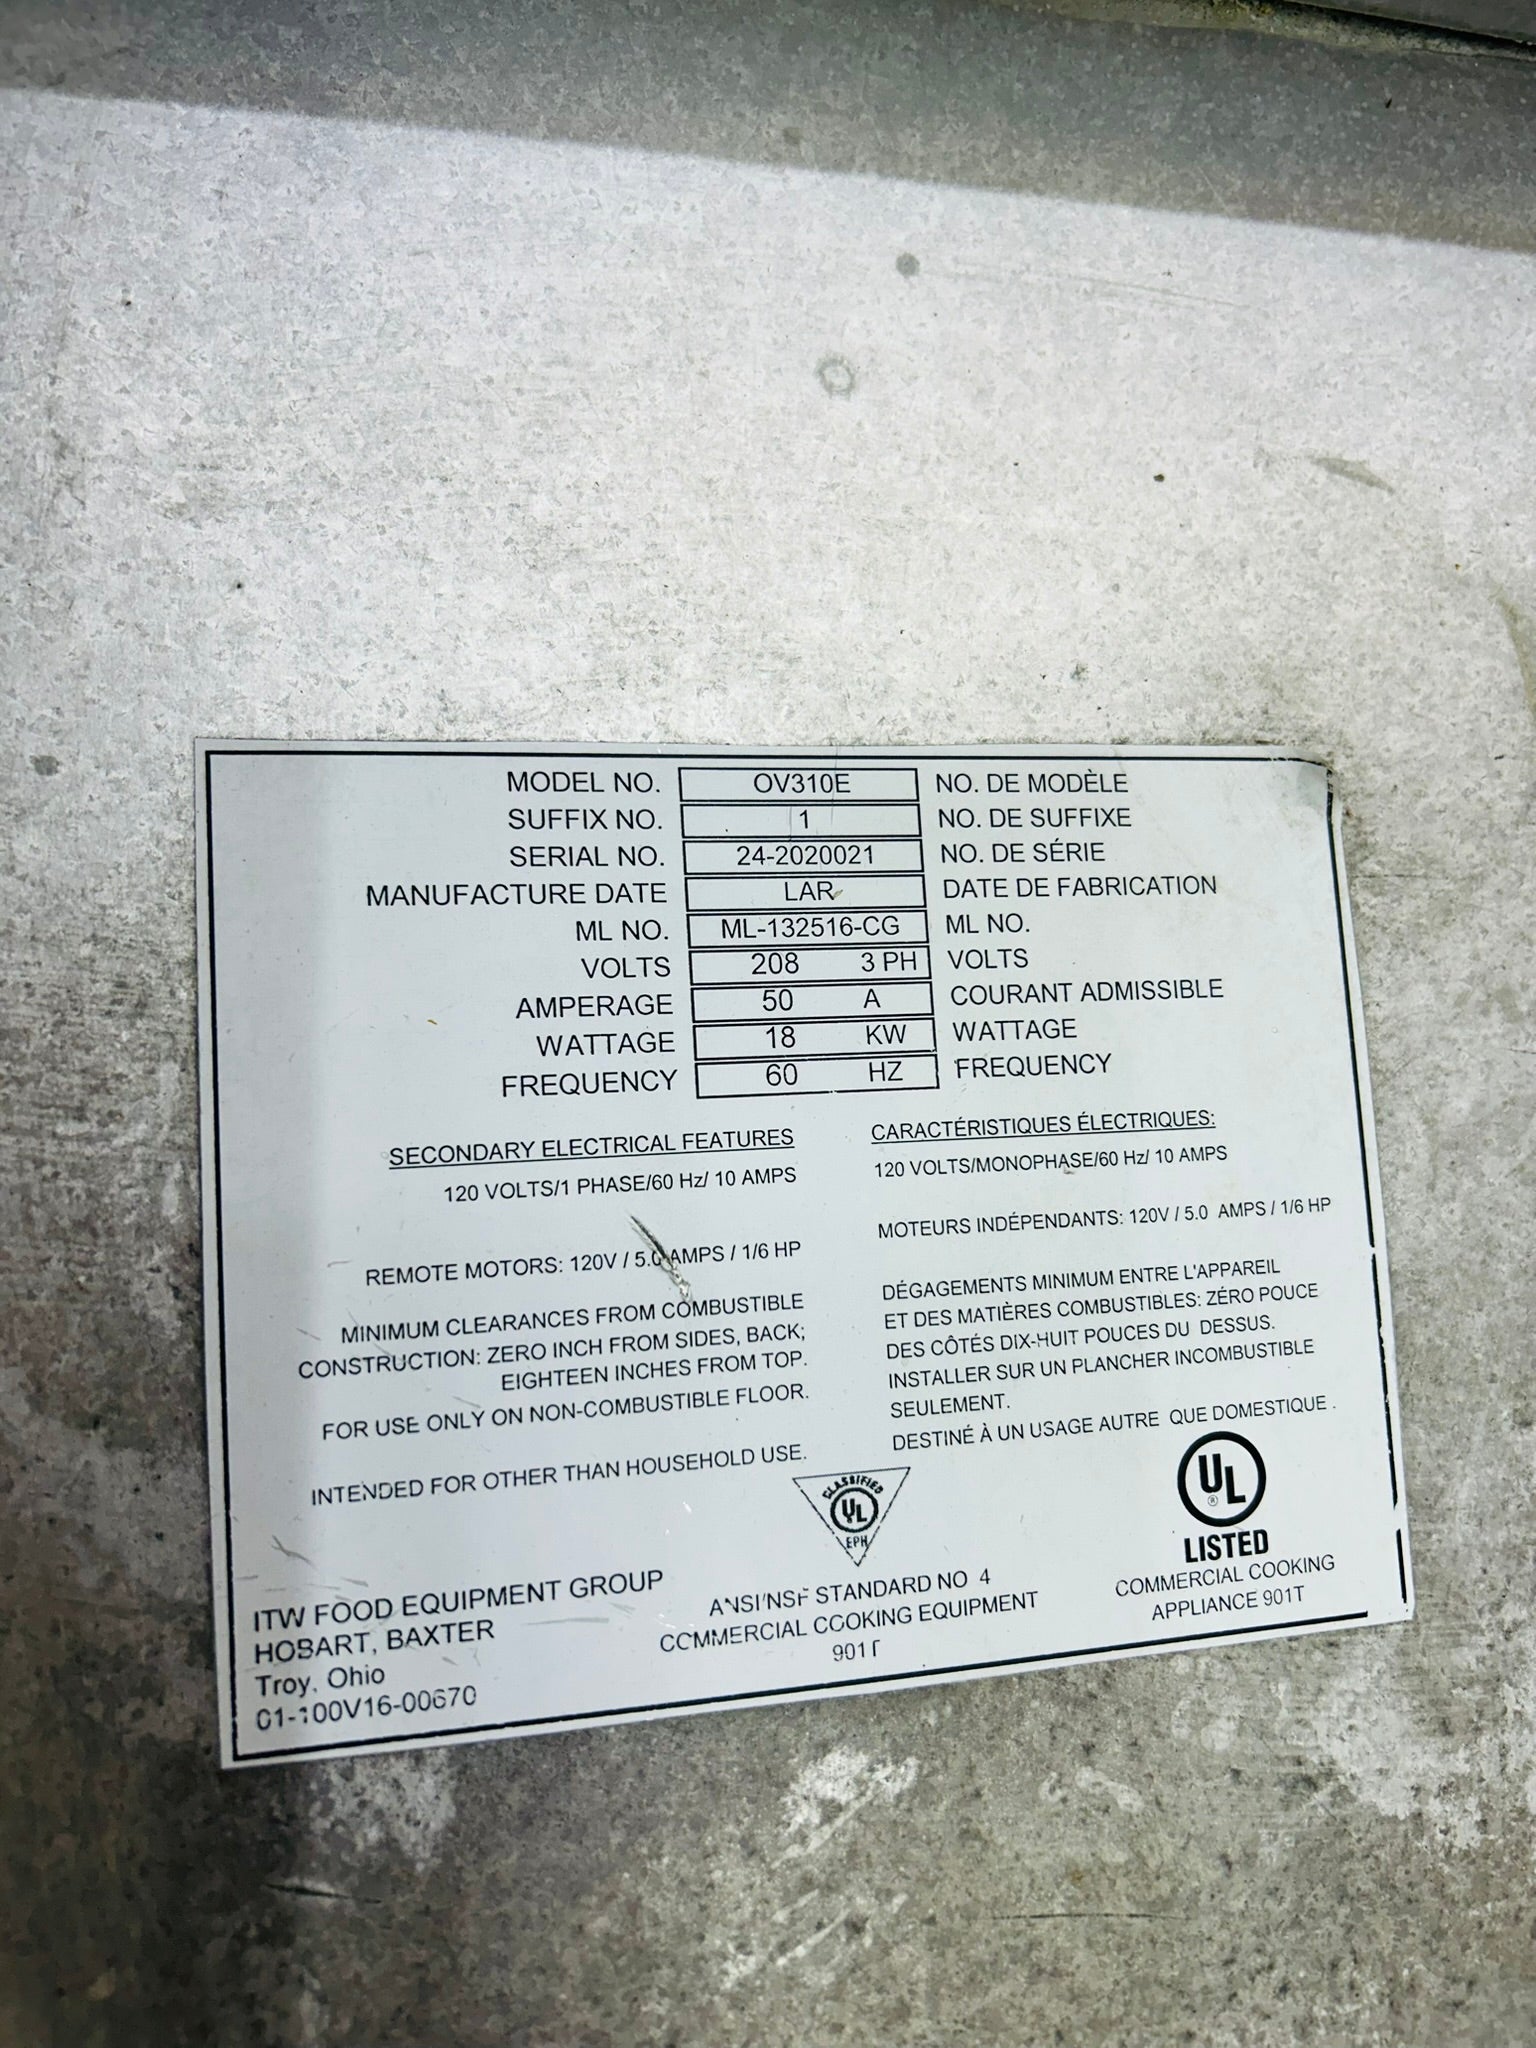 MODEL NO. OV310E NO. DE MODÈLE
SUFFIX NO. 1 NO. DE SUFFIXE
SERIAL NO. 24-2020021 NO. DE SÉRIE
MANUFACTURE DATE LAR DATE DE FABRICATION
ML NO. ML-132516-CG ML NO.
VOLTS 208 3 PH VOLTS
AMPERAGE 50 A COURANT ADMISSIBLE
WATTAGE 18 KW WATTAGE
FREQUENCY 60 HZ FREQUENCY
SECONDARY ELECTRICAL FEATURES
120 VOLTS/1 PHASE/60 Hz/ 10 AMPS
REMOTE MOTORS: 120V / 5.0 AMPS / 1/6 HP
MINIMUM CLEARANCES FROM COMBUSTIBLE
CONSTRUCTION: ZERO INCH FROM SIDES, BACK;
EIGHTEEN INCHES FROM TOP.
FOR USE ONLY ON NON-COMBUSTIBLE FLOOR.
INTENDED FOR OTHER THAN HOUSEHOLD USE.
CARACTÉRISTIQUES ÉLECTRIQUES:
120 VOLTS/MONOPHASE/60 Hz/ 10 AMPS
MOTEURS INDÉPENDANTS: 120V / 5.0 AMPS / 1/6 HP
DÉGAGEMENTS MINIMUM ENTRE L'APPAREIL
ET DES MATIÈRES COMBUSTIBLES: ZÉRO POUCE
DES CÔTÉS DIX-HUIT POUCES DU DESSUS.
INSTALLER SUR UN PLANCHER INCOMBUSTIBLE
SEULEMENT.
DESTINÉ À UN USAGE AUTRE QUE DOMESTIQUE .
ITW FOOD EQUIPMENT GROUP
HOBART, BAXTER
Troy, Ohio
01-100V16-00670
CLASSIFIED
UL
EPH
ANSI/NSF STANDARD NO 4
COMMERCIAL COOKING EQUIPMENT
901T
UL
®
LISTED
COMMERCIAL COOKING
APPLIANCE 901T